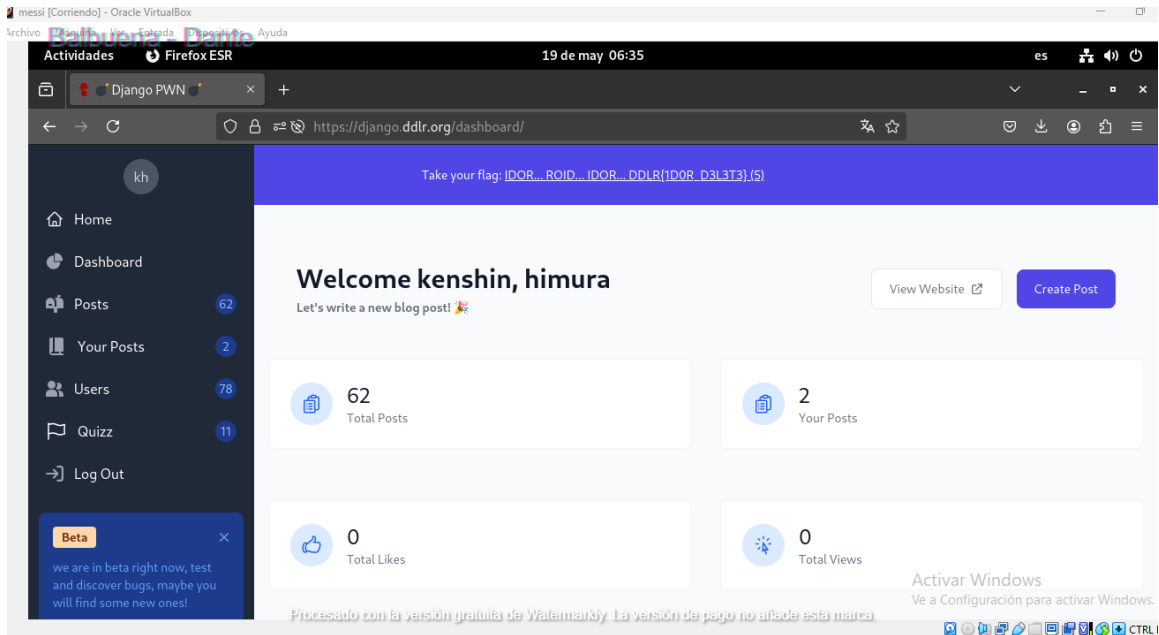 messi [Corriendo] - Oracle VirtualBox
Archivo Máquina Ver Entrada Dispositivos Ayuda
Balbuena - Dante
Actividades Firefox ESR 19 de may 06:35 es
Django PWN
https://django.ddlr.org/dashboard/
kh
Take your flag: IDOR... ROID... IDOR... DDLR{1D0R_D3L3T3} (5)
Home
Dashboard
Posts 62
Your Posts 2
Users 78
Quizz 11
Log Out
Beta
we are in beta right now, test
and discover bugs, maybe you
will find some new ones!
Welcome kenshin, himura
Let's write a new blog post! 🎉
View Website
Create Post
62
Total Posts
2
Your Posts
0
Total Likes
0
Total Views
Activar Windows
Ve a Configuración para activar Windows.
Procesado con la versión gratuita de Watermarkly. La versión de pago no añade esta marca.
CTRL